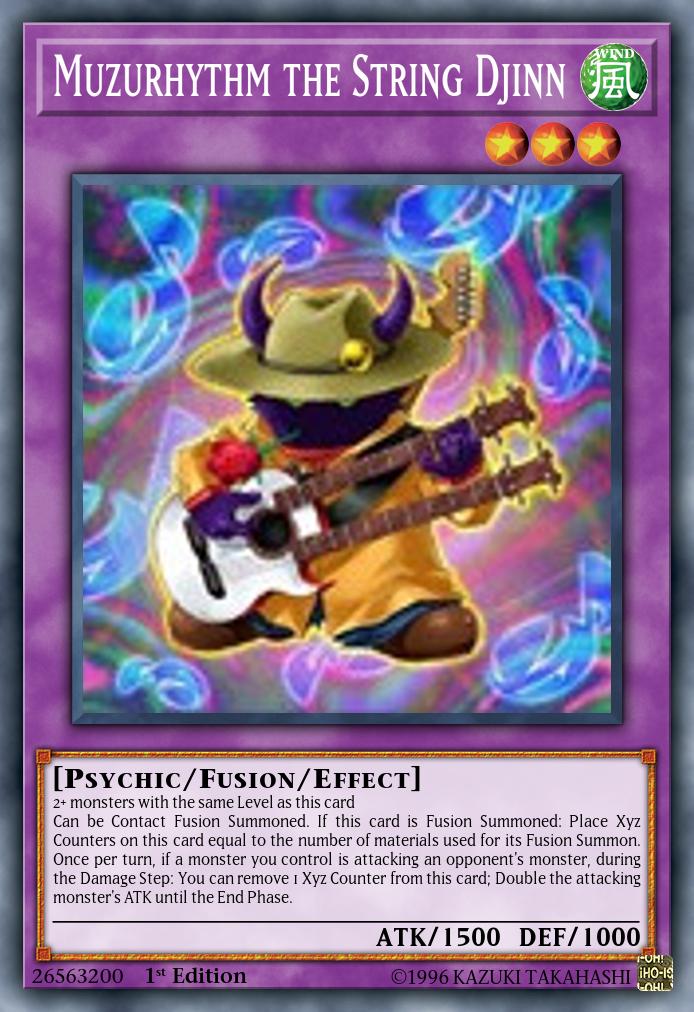 MUZURHYTHM THE STRING DJINN
WIND
風
[PSYCHIC/FUSION/EFFECT]
2+ monsters with the same Level as this card
Can be Contact Fusion Summoned. If this card is Fusion Summoned: Place Xyz
Counters on this card equal to the number of materials used for its Fusion Summon.
Once per turn, if a monster you control is attacking an opponent's monster, during
the Damage Step: You can remove 1 Xyz Counter from this card; Double the attacking
monster's ATK until the End Phase.
ATK/1500 DEF/1000
26563200 1st Edition ©1996 KAZUKI TAKAHASHI